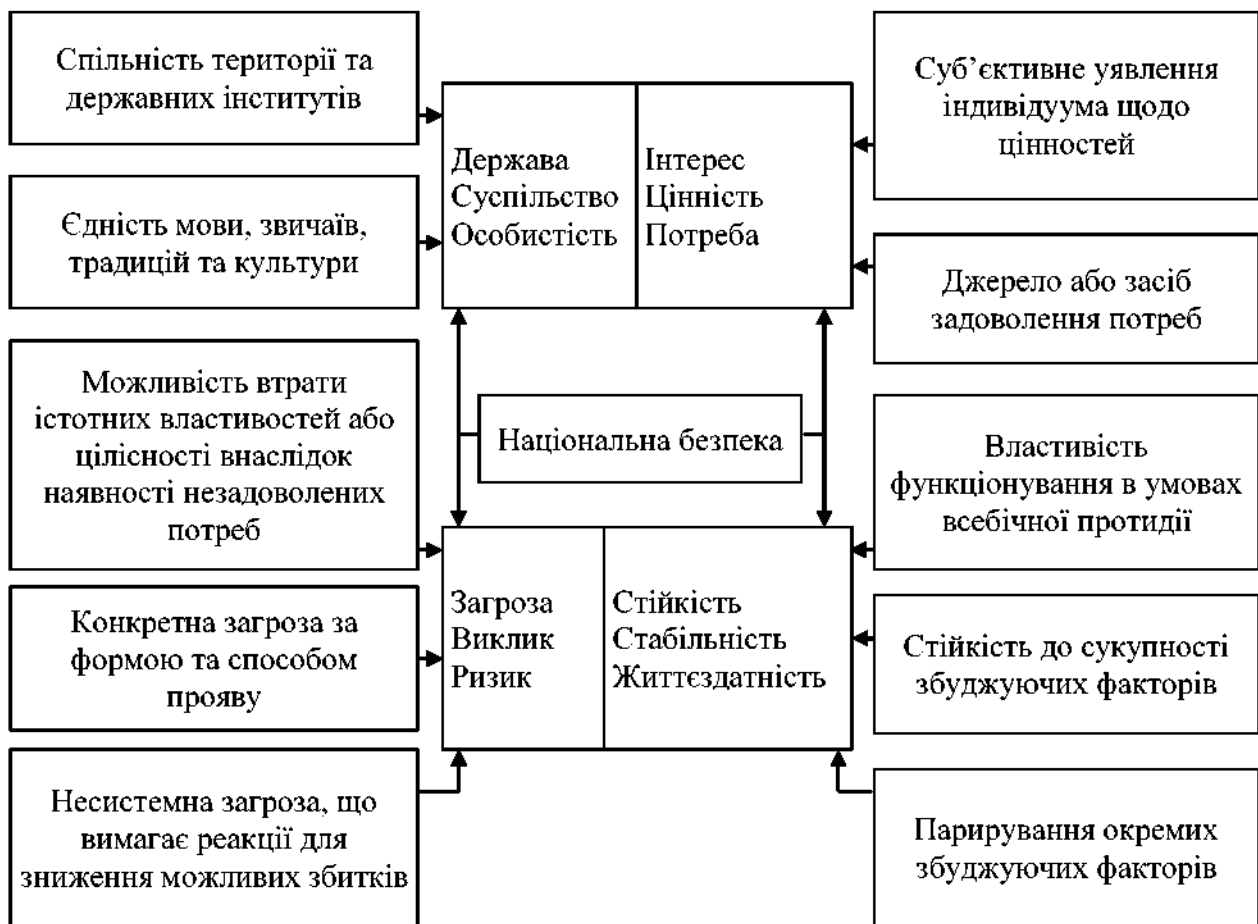 Спільність території та
державних інститутів
Єдність мови, звичаїв,
традицій та культури
Можливість втрати
істотних властивостей або
цілісності внаслідок
наявності незадоволених
потреб
Конкретна загроза за
формою та способом
прояву
Несистемна загроза, що
вимагає реакції для
зниження можливих збитків
Держава
Суспільство
Особистість
Інтерес
Цінність
Потреба
Національна безпека
Загроза
Виклик
Ризик
Стійкість
Стабільність
Життєздатність
Суб’єктивне уявлення
індивідуума щодо
цінностей
Джерело або засіб
задоволення потреб
Властивість
функціонування в умовах
всебічної протидії
Стійкість до сукупності
збуджуючих факторів
Парирування окремих
збуджуючих факторів